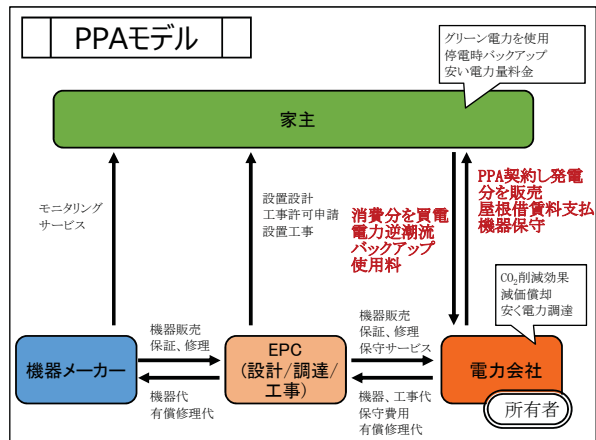 PPAモデル
グリーン電力を使用
停電時バックアップ
安い電力量料金
家主
モニタリング
サービス
設置設計
工事許可申請
設置工事
消費分を買電
電力逆潮流
バックアップ
使用料
PPA契約し発電
分を販売
屋根借賃料支払
機器保守
CO₂削減効果
減価償却
安く電力調達
機器メーカー
機器販売
保証、修理
機器代
有償修理代
EPC
(設計/調達/
工事)
機器販売
保証、修理
保守サービス
機器、工事代
保守費用
有償修理代
電力会社
所有者